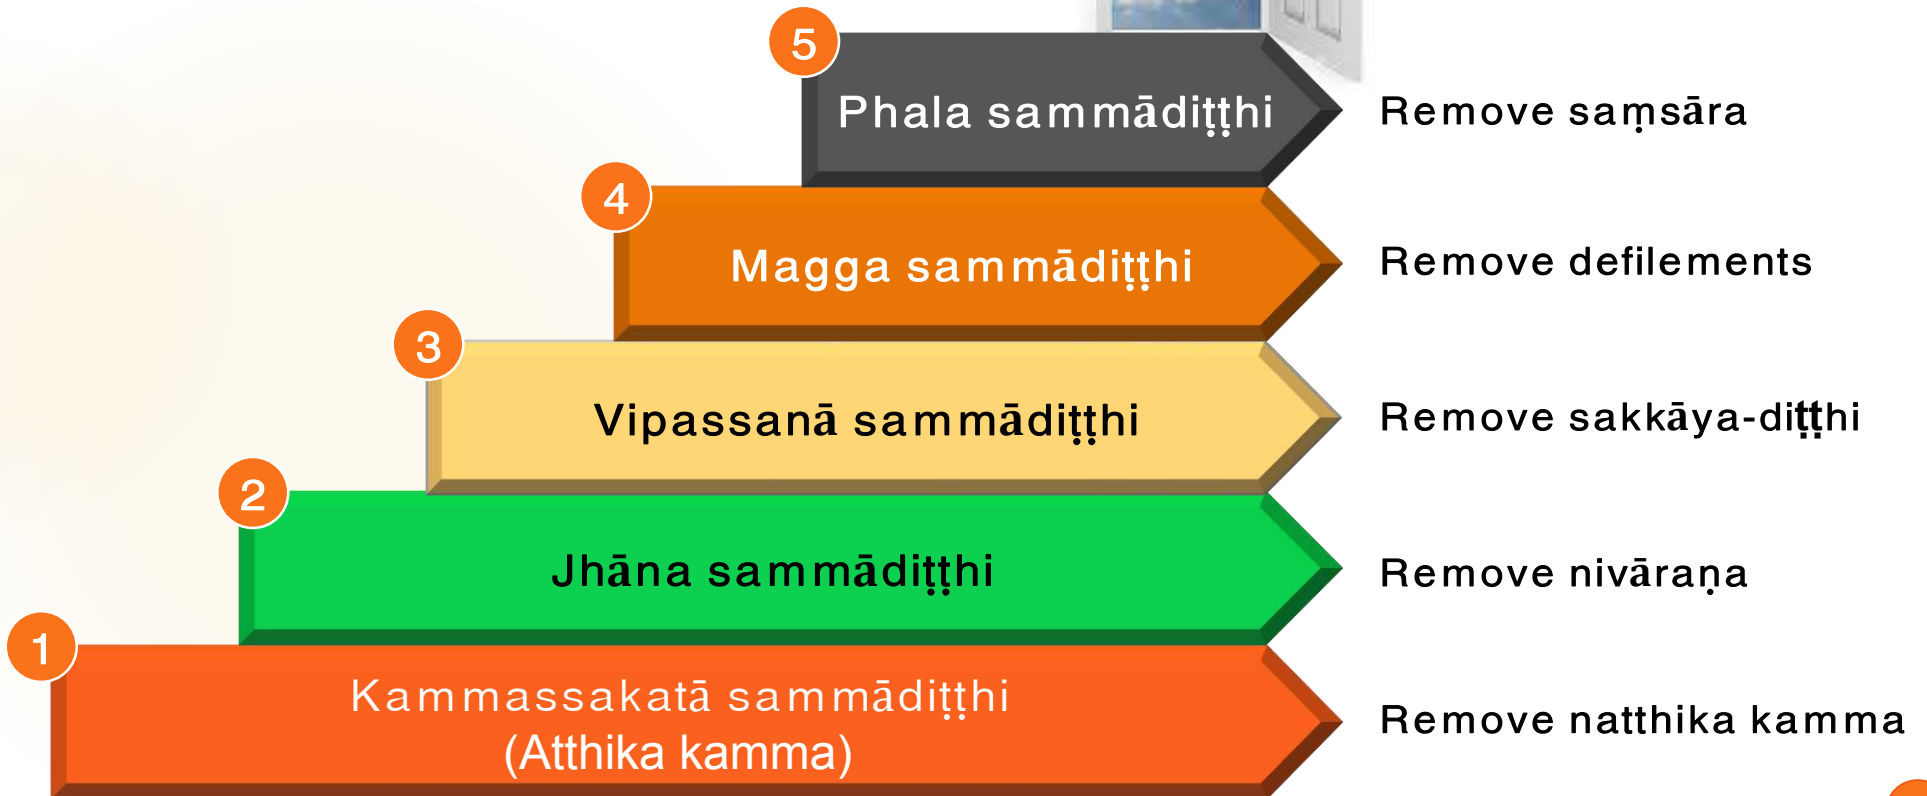 5
Phala sammādiṭṭhi
Remove saṃsāra
4
Magga sammādiṭṭhi
Remove defilements
3
Vipassanā sammādiṭṭhi
Remove sakkāya-diṭṭhi
2
Jhāna sammādiṭṭhi
Remove nivāraṇa
1
Kammassakatā sammādiṭṭhi
(Atthika kamma)
Remove natthika kamma